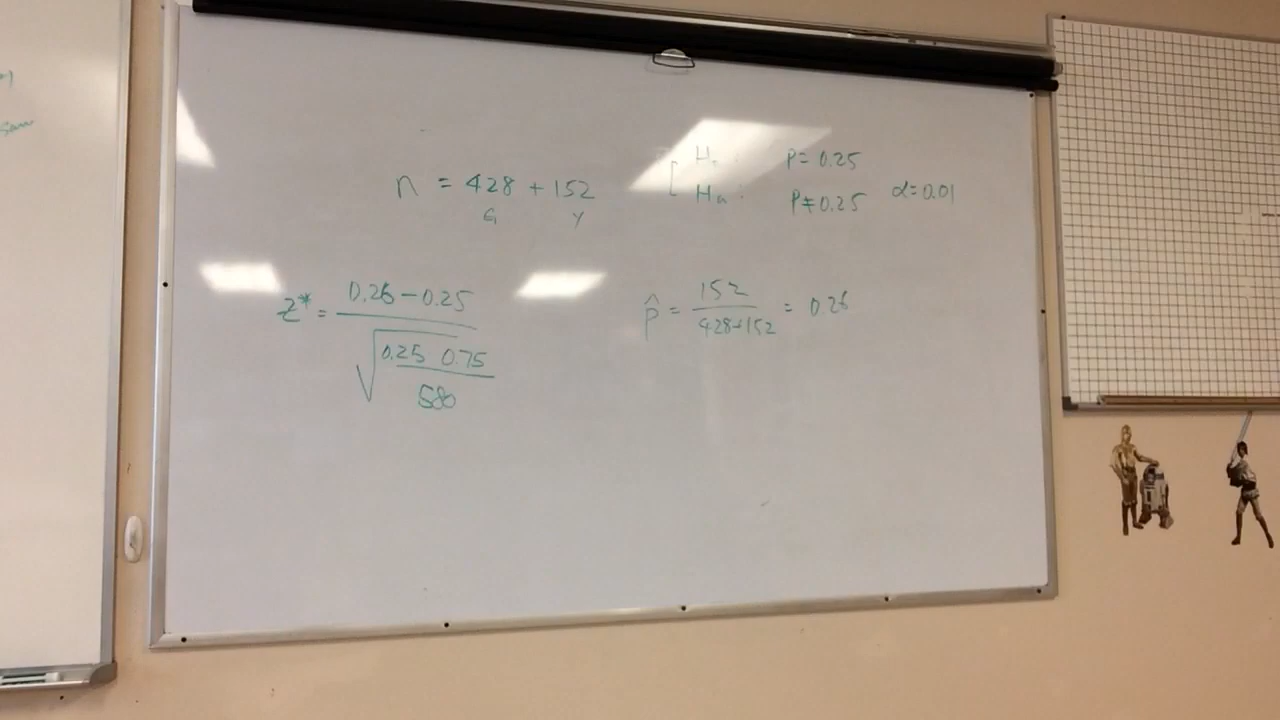 n = 428 + 152
G Y
H₀: P = 0.25
Hₐ: P ≠ 0.25 α = 0.01
Z* = (0.26 − 0.25) / √(0.25 0.75 / 580)
p̂ = 152 / (428+152) = 0.26